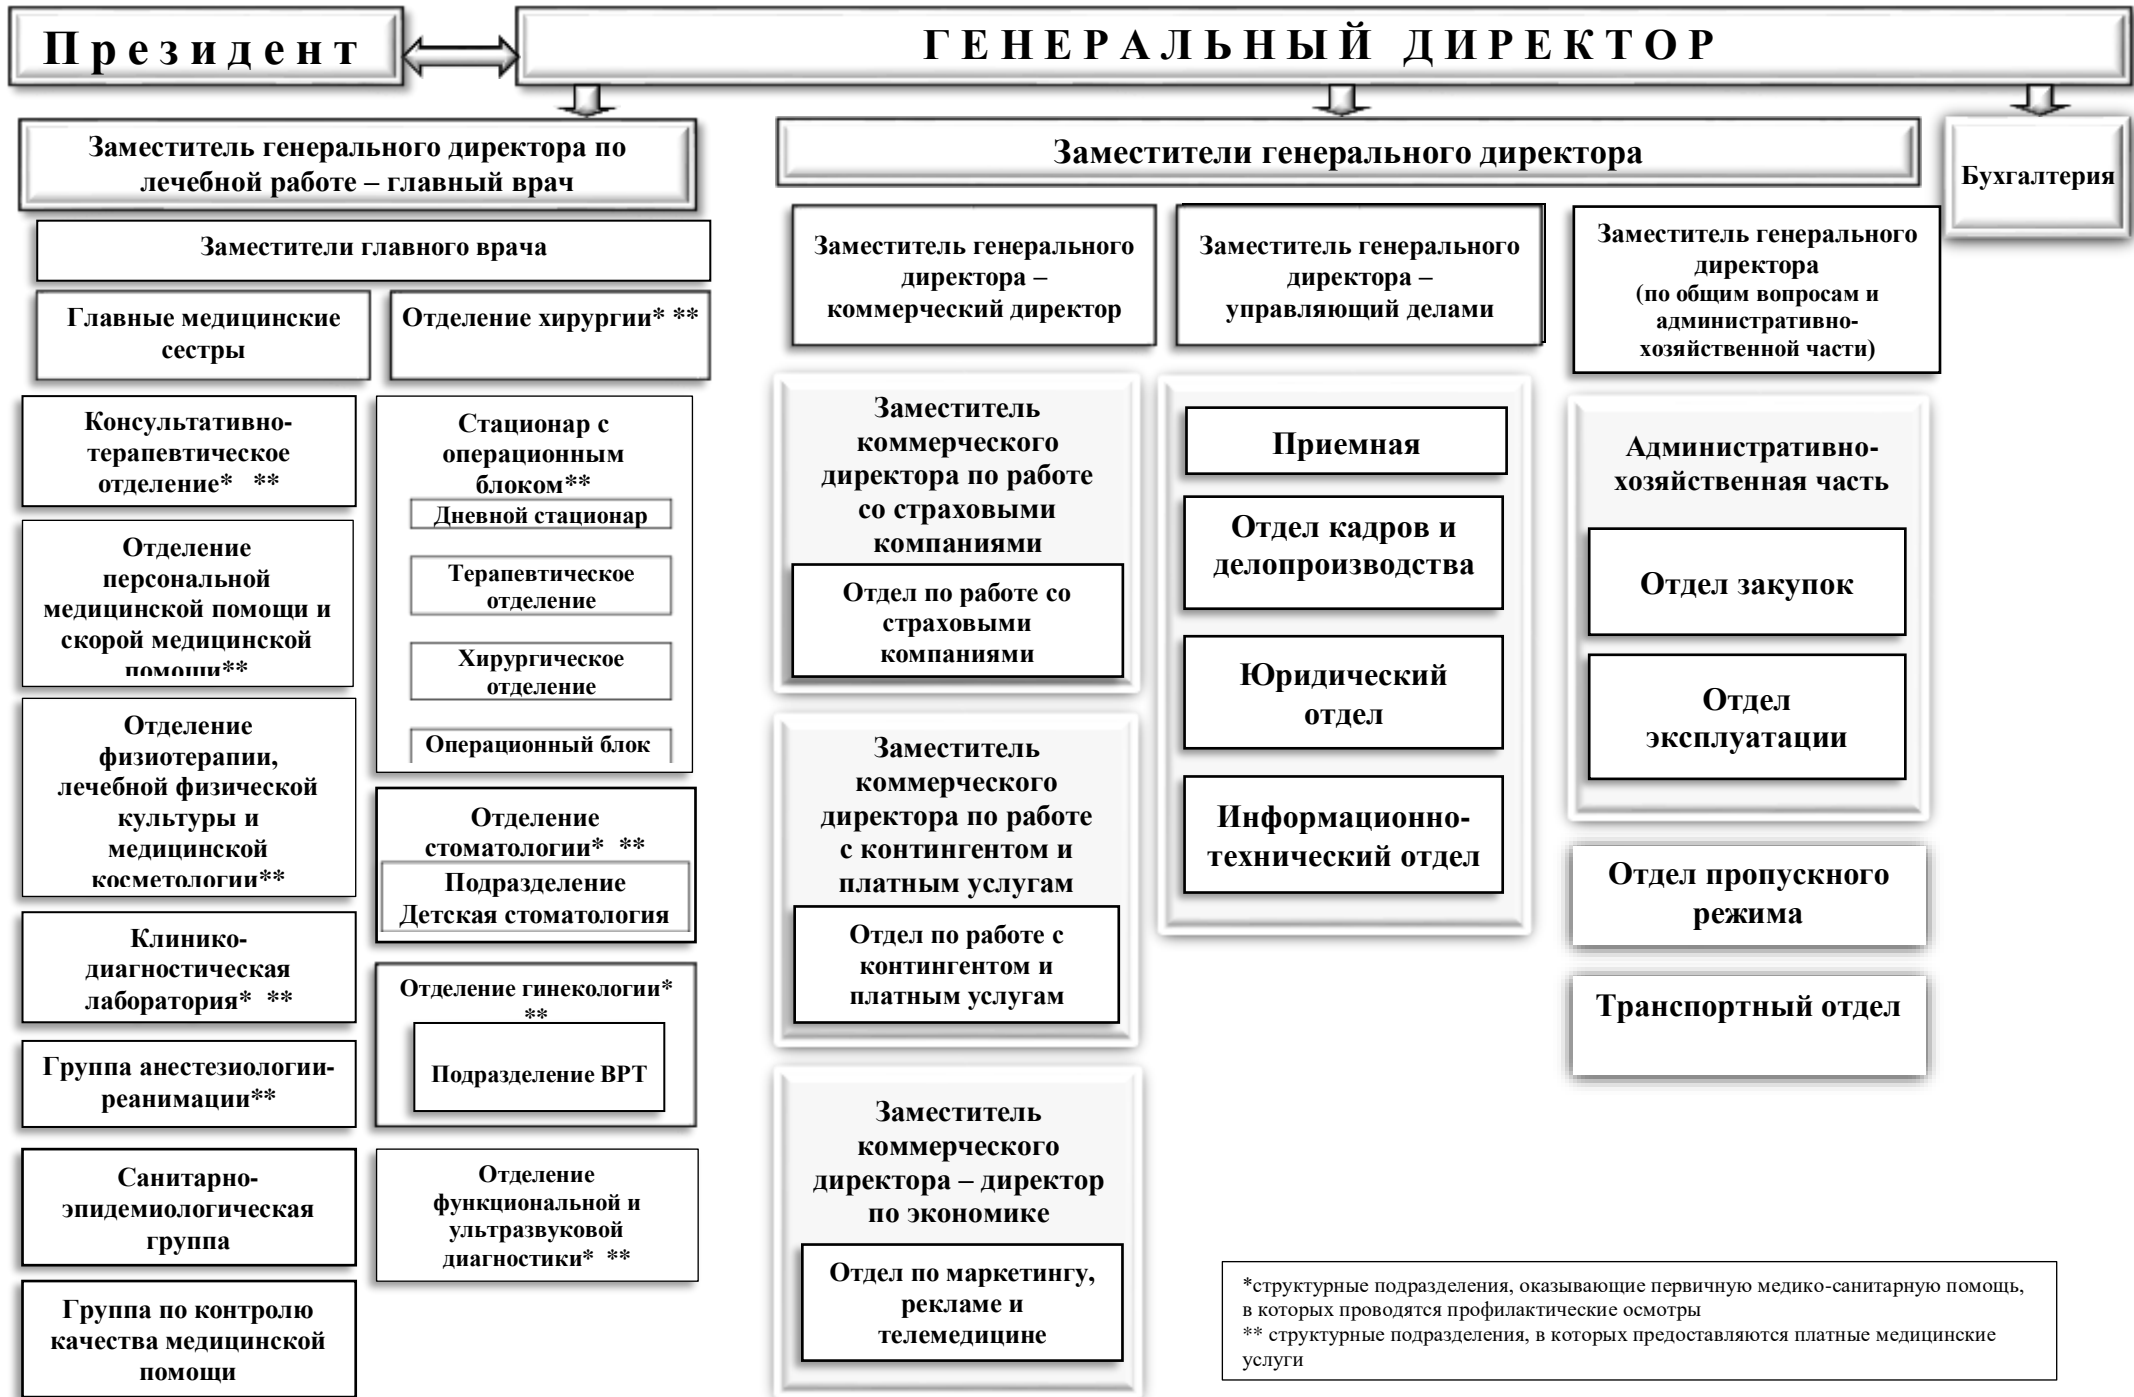 Президент
ГЕНЕРАЛЬНЫЙ ДИРЕКТОР
Заместитель генерального директора по
лечебной работе – главный врач
Заместители генерального директора
Бухгалтерия
Заместители главного врача
Главные медицинские
сестры
Отделение хирургии* **
Консультативно-
терапевтическое
отделение* **
Отделение
персональной
медицинской помощи и
скорой медицинской
помощи**
Отделение
физиотерапии,
лечебной физической
культуры и
медицинской
косметологии**
Клинико-
диагностическая
лаборатория* **
Группа анестезиологии-
реанимации**
Санитарно-
эпидемиологическая
группа
Группа по контролю
качества медицинской
помощи
Стационар с
операционным
блоком**
Дневной стационар
Терапевтическое
отделение
Хирургическое
отделение
Операционный блок
Отделение
стоматологии* **
Подразделение
Детская стоматология
Отделение гинекологии*
**
Подразделение ВРТ
Отделение
функциональной и
ультразвуковой
диагностики* **
Заместитель генерального
директора –
коммерческий директор
Заместитель
коммерческого
директора по работе
со страховыми
компаниями
Отдел по работе со
страховыми
компаниями
Заместитель
коммерческого
директора по работе
с контингентом и
платным услугам
Отдел по работе с
контингентом и
платным услугам
Заместитель
коммерческого
директора – директор
по экономике
Отдел по маркетингу,
рекламе и
телемедицине
Заместитель генерального
директора –
управляющий делами
Приемная
Отдел кадров и
делопроизводства
Юридический
отдел
Информационно-
технический отдел
Заместитель генерального
директора
(по общим вопросам и
административно-
хозяйственной части)
Административно-
хозяйственная часть
Отдел закупок
Отдел
эксплуатации
Отдел пропускного
режима
Транспортный отдел
*структурные подразделения, оказывающие первичную медико-санитарную помощь,
в которых проводятся профилактические осмотры
** структурные подразделения, в которых предоставляются платные медицинские
услуги